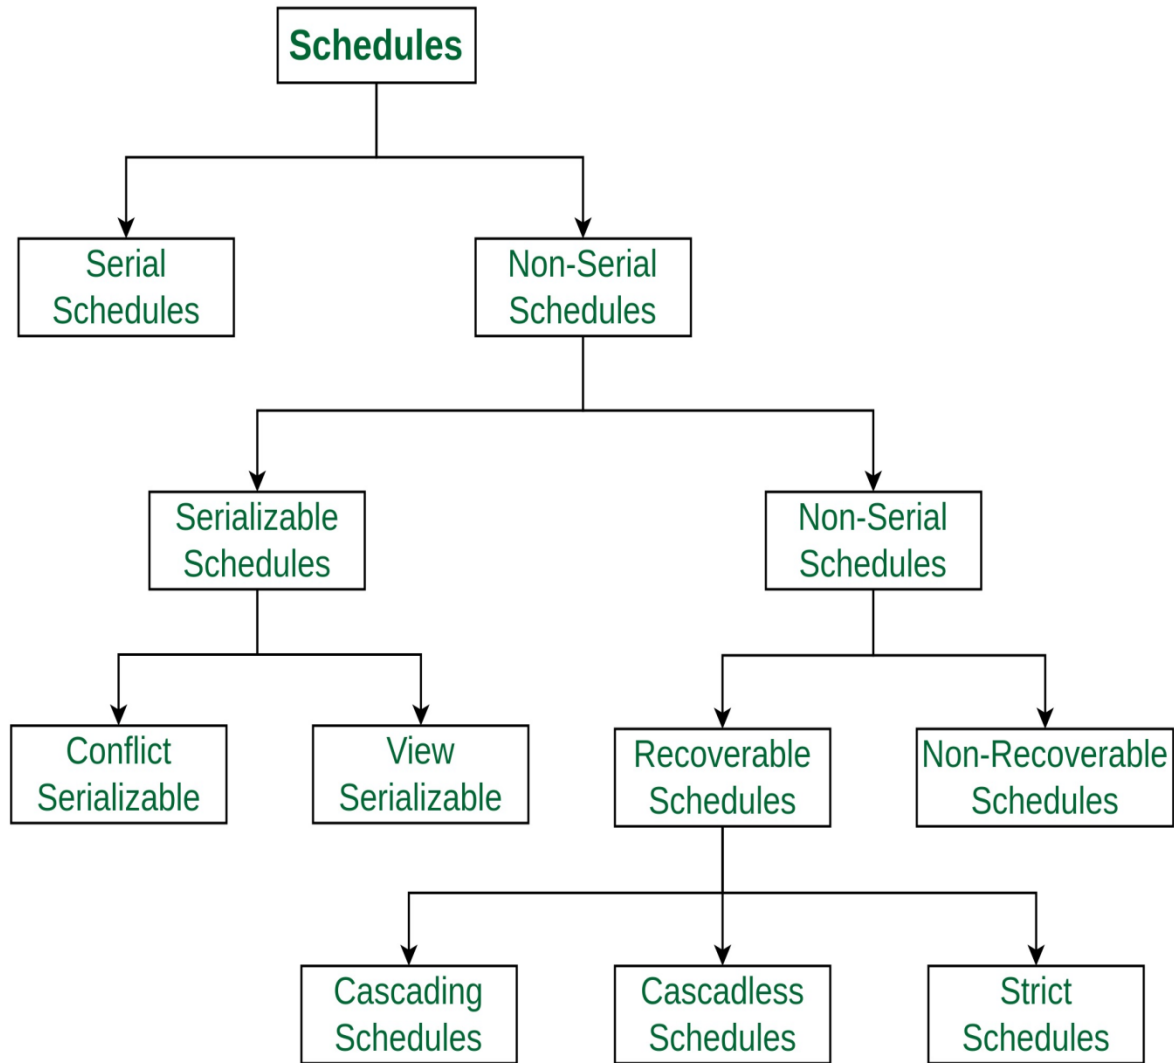 Schedules
Serial
Schedules
Non-Serial
Schedules
Serializable
Schedules
Non-Serial
Schedules
Conflict
Serializable
View
Serializable
Recoverable
Schedules
Non-Recoverable
Schedules
Cascading
Schedules
Cascadless
Schedules
Strict
Schedules